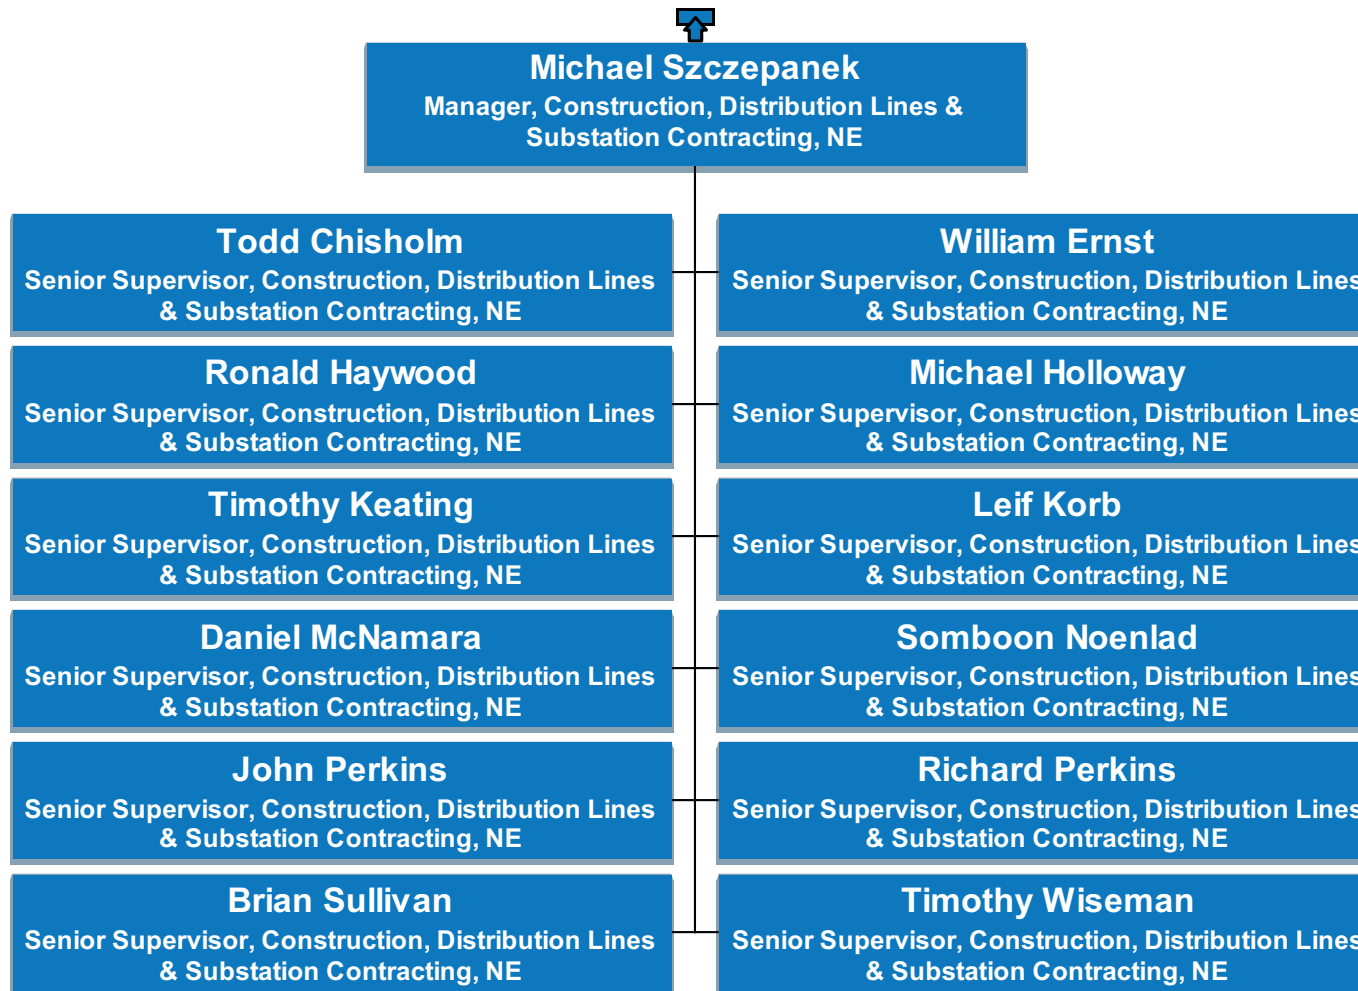 Michael Szczepanek
Manager, Construction, Distribution Lines &
Substation Contracting, NE
Todd Chisholm
Senior Supervisor, Construction, Distribution Lines
& Substation Contracting, NE
William Ernst
Senior Supervisor, Construction, Distribution Lines
& Substation Contracting, NE
Ronald Haywood
Senior Supervisor, Construction, Distribution Lines
& Substation Contracting, NE
Michael Holloway
Senior Supervisor, Construction, Distribution Lines
& Substation Contracting, NE
Timothy Keating
Senior Supervisor, Construction, Distribution Lines
& Substation Contracting, NE
Leif Korb
Senior Supervisor, Construction, Distribution Lines
& Substation Contracting, NE
Daniel McNamara
Senior Supervisor, Construction, Distribution Lines
& Substation Contracting, NE
Somboon Noenlad
Senior Supervisor, Construction, Distribution Lines
& Substation Contracting, NE
John Perkins
Senior Supervisor, Construction, Distribution Lines
& Substation Contracting, NE
Richard Perkins
Senior Supervisor, Construction, Distribution Lines
& Substation Contracting, NE
Brian Sullivan
Senior Supervisor, Construction, Distribution Lines
& Substation Contracting, NE
Timothy Wiseman
Senior Supervisor, Construction, Distribution Lines
& Substation Contracting, NE